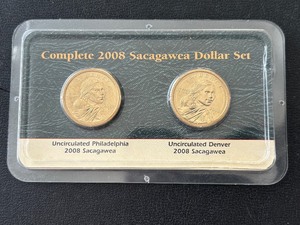 Complete 2008 Sacagawea Dollar Set
Uncirculated Philadelphia
2008 Sacagawea
Uncirculated Denver
2008 Sacagawea